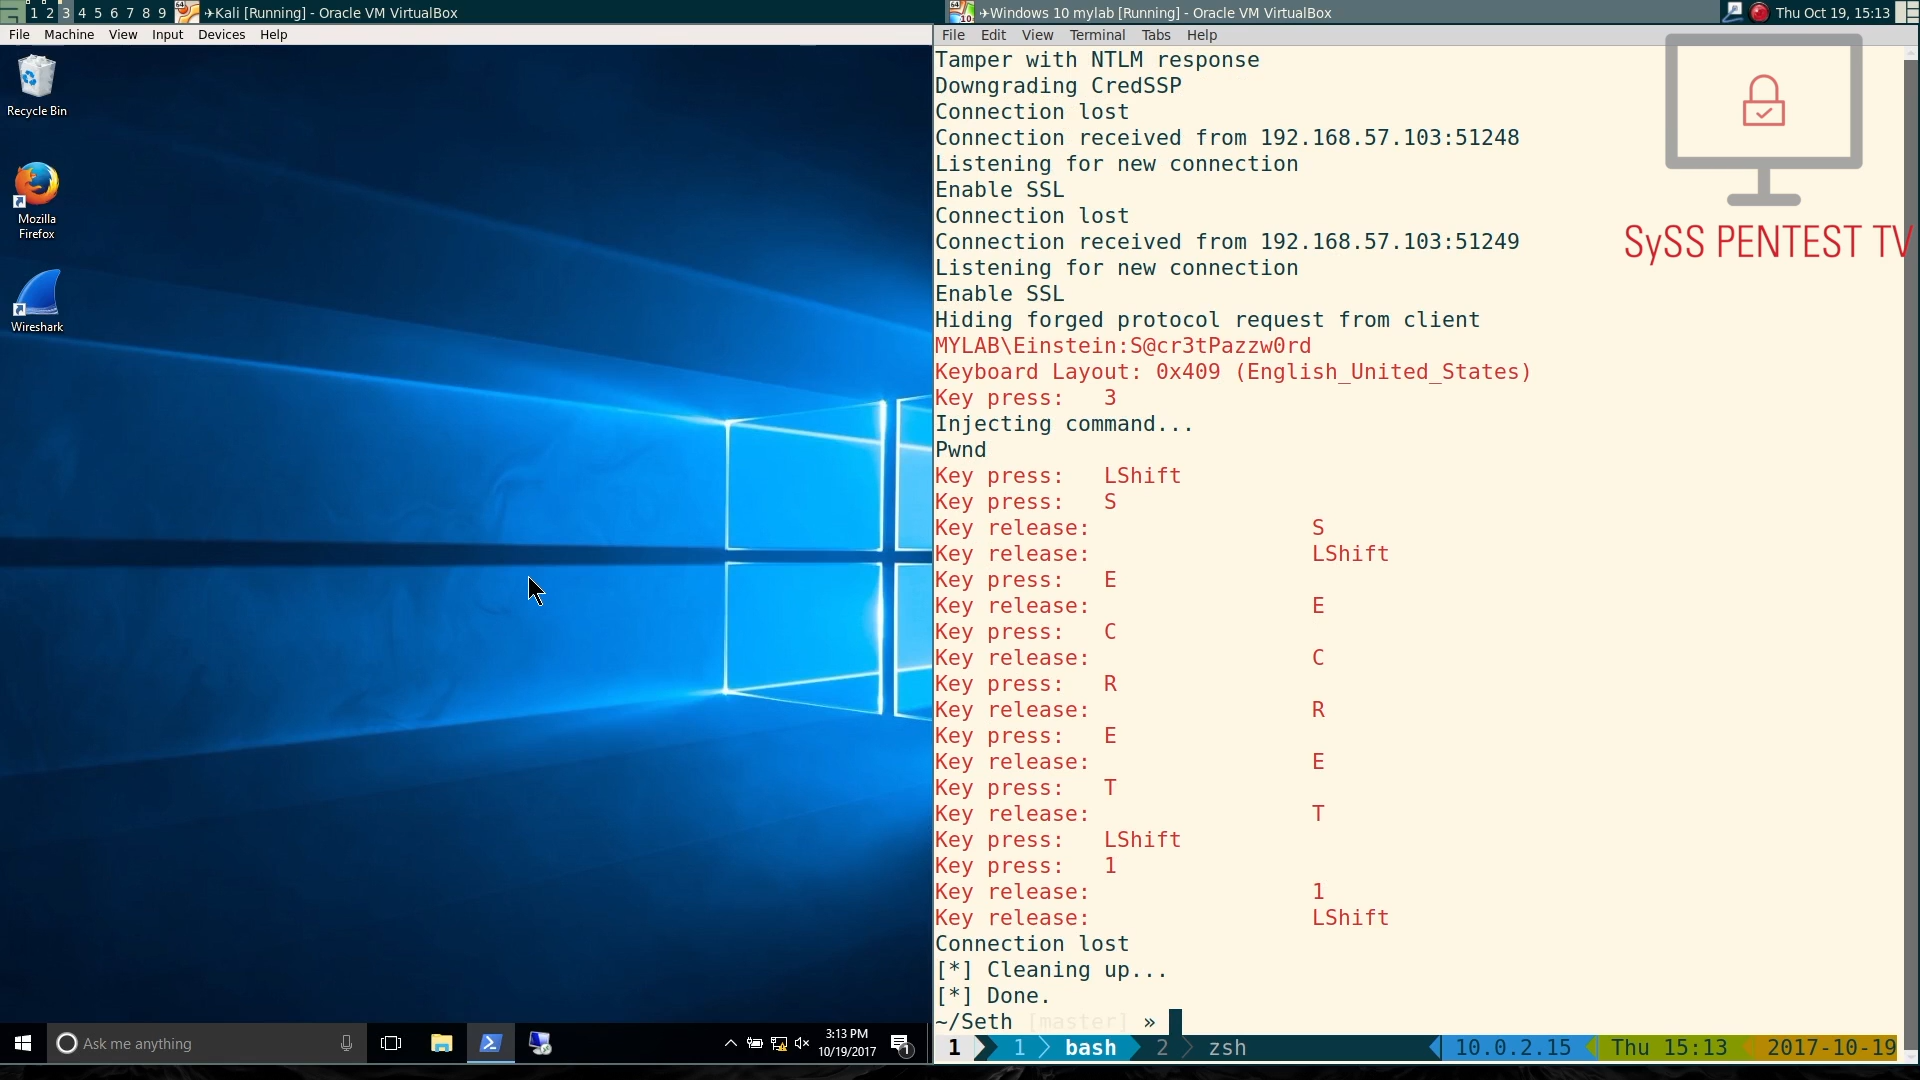 1 2 3 4 5 6 7 8 9 ✈Kali [Running] - Oracle VM VirtualBox
✈Windows 10 mylab [Running] - Oracle VM VirtualBox
Thu Oct 19, 15:13
File Machine View Input Devices Help
Recycle Bin
Mozilla
Firefox
Wireshark
Ask me anything
3:13 PM
10/19/2017
1
File Edit View Terminal Tabs Help
Tamper with NTLM response
Downgrading CredSSP
Connection lost
Connection received from 192.168.57.103:51248
Listening for new connection
Enable SSL
Connection lost
Connection received from 192.168.57.103:51249
Listening for new connection
Enable SSL
Hiding forged protocol request from client
MYLAB\Einstein:S@cr3tPazzw0rd
Keyboard Layout: 0x409 (English_United_States)
Key press: 3
Injecting command...
Pwnd
Key press: LShift
Key press: S
Key release: S
Key release: LShift
Key press: E
Key release: E
Key press: C
Key release: C
Key press: R
Key release: R
Key press: E
Key release: E
Key press: T
Key release: T
Key press: LShift
Key press: 1
Key release: 1
Key release: LShift
Connection lost
[*] Cleaning up...
[*] Done.
~/Seth [master] »
1 1 bash 2 zsh 10.0.2.15 Thu 15:13 2017-10-19
SySS PENTEST TV